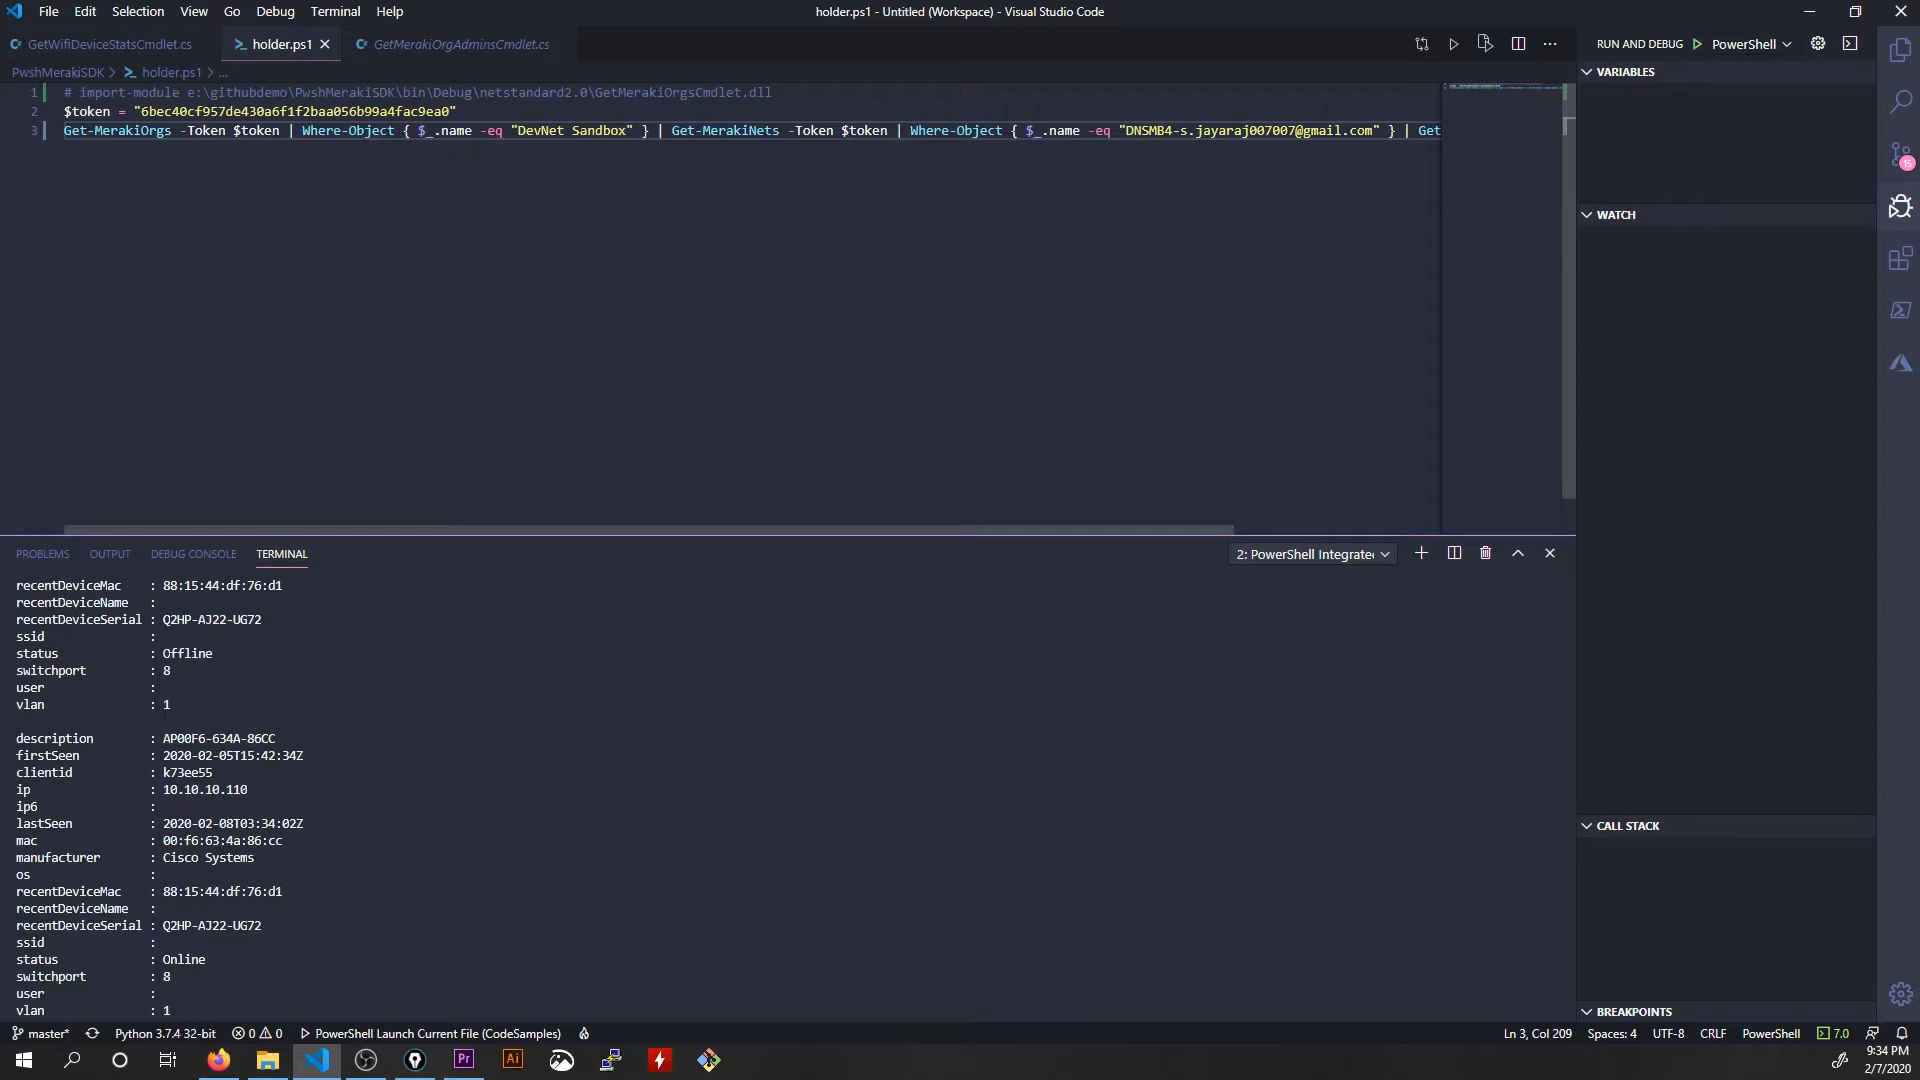 File Edit Selection View Go Debug Terminal Help
holder.ps1 - Untitled (Workspace) - Visual Studio Code
GetWifiDeviceStatsCmdlet.cs
holder.ps1
GetMerakiOrgAdminsCmdlet.cs
RUN AND DEBUG PowerShell
PwshMerakiSDK > holder.ps1 > ...
1 # import-module e:\githubdemo\PwshMerakiSDK\bin\Debug\netstandard2.0\GetMerakiOrgsCmdlet.dll
2 $token = "6bec40cf957de430a6f1f2baa056b99a4fac9ea0"
3 Get-MerakiOrgs -Token $token | Where-Object { $_.name -eq "DevNet Sandbox" } | Get-MerakiNets -Token $token | Where-Object { $_.name -eq "DNSMB4-s.jayaraj007007@gmail.com" } | Get
VARIABLES
WATCH
CALL STACK
BREAKPOINTS
15
PROBLEMS OUTPUT DEBUG CONSOLE TERMINAL
2: PowerShell Integrate
recentDeviceMac : 88:15:44:df:76:d1
recentDeviceName :
recentDeviceSerial : Q2HP-AJ22-UG72
ssid :
status : Offline
switchport : 8
user :
vlan : 1
description : AP00F6-634A-86CC
firstSeen : 2020-02-05T15:42:34Z
clientid : k73ee55
ip : 10.10.10.110
ip6 :
lastSeen : 2020-02-08T03:34:02Z
mac : 00:f6:63:4a:86:cc
manufacturer : Cisco Systems
os :
recentDeviceMac : 88:15:44:df:76:d1
recentDeviceName :
recentDeviceSerial : Q2HP-AJ22-UG72
ssid :
status : Online
switchport : 8
user :
vlan : 1
master* Python 3.7.4 32-bit 0 0 PowerShell Launch Current File (CodeSamples)
Ln 3, Col 209 Spaces: 4 UTF-8 CRLF PowerShell 7.0
Pr Ai
9:34 PM
2/7/2020